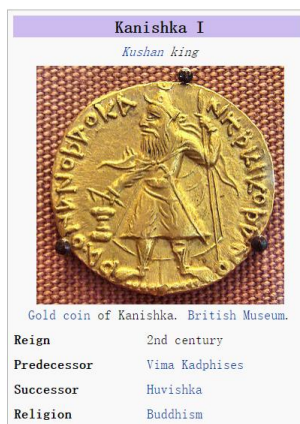 Kanishka I
Kushan king
Gold coin of Kanishka. British Museum.
Reign 2nd century
Predecessor Vima Kadphises
Successor Huvishka
Religion Buddhism